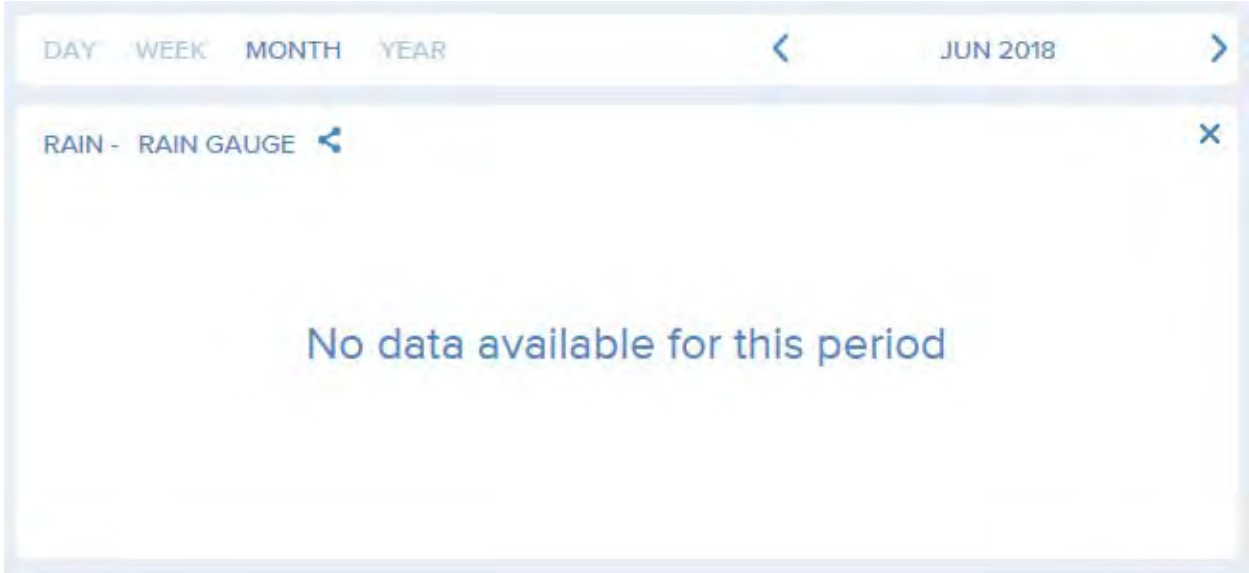 DAY WEEK MONTH YEAR JUN 2018
RAIN - RAIN GAUGE
No data available for this period